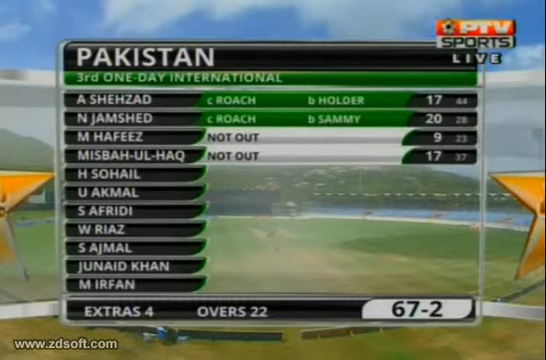 PTV
SPORTS
LIVE
PAKISTAN
3rd ONE-DAY INTERNATIONAL
A SHEHZAD c ROACH b HOLDER 17 44
N JAMSHED c ROACH b SAMMY 20 28
M HAFEEZ NOT OUT 9 23
MISBAH-UL-HAQ NOT OUT 17 37
H SOHAIL
U AKMAL
S AFRIDI
W RIAZ
S AJMAL
JUNAID KHAN
M IRFAN
EXTRAS 4 OVERS 22 67-2
www.zdsoft.com